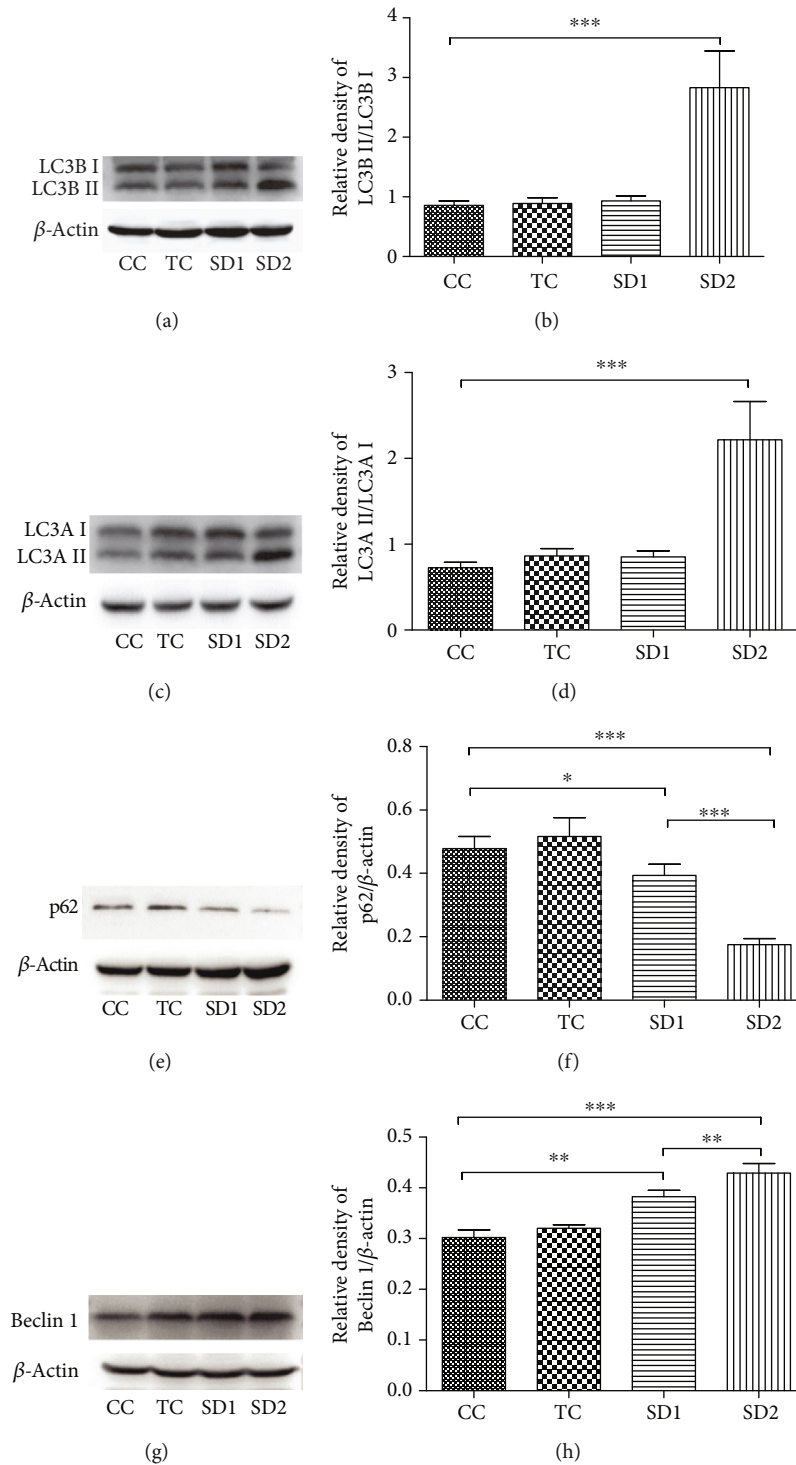 LC3B I
LC3B II
β-Actin
CC TC SD1 SD2
(a)
Relative density of
LC3B II/LC3B I
4
3
2
1
0
***
CC TC SD1 SD2
(b)
LC3A I
LC3A II
β-Actin
CC TC SD1 SD2
(c)
Relative density of
LC3A II/LC3A I
3
2
1
0
***
CC TC SD1 SD2
(d)
p62
β-Actin
CC TC SD1 SD2
(e)
Relative density of
p62/β-actin
0.8
0.6
0.4
0.2
0.0
***
*
***
CC TC SD1 SD2
(f)
Beclin 1
β-Actin
CC TC SD1 SD2
(g)
Relative density of
Beclin 1/β-actin
0.5
0.4
0.3
0.2
0.1
0.0
***
**
**
CC TC SD1 SD2
(h)